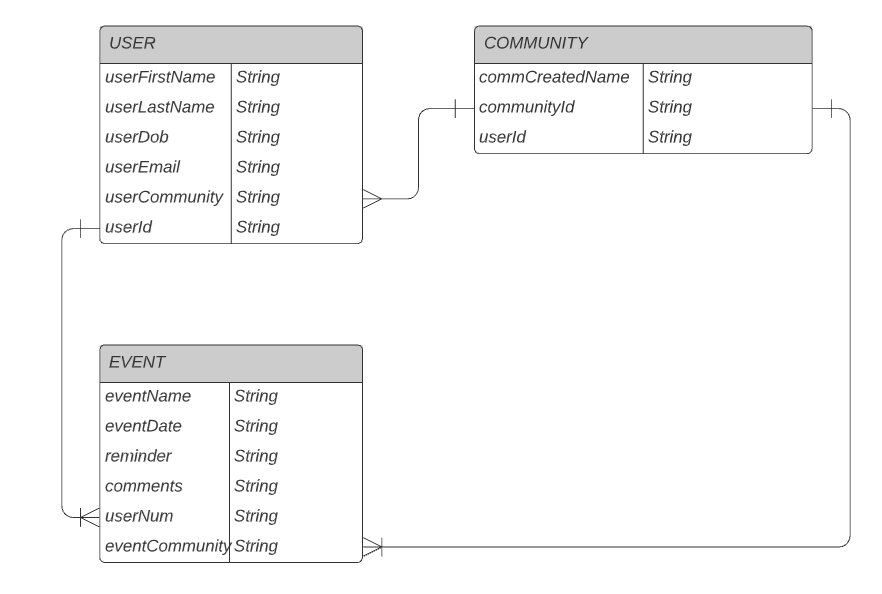 USER
userFirstName String
userLastName String
userDob String
userEmail String
userCommunity String
userId String
COMMUNITY
commCreatedName String
communityId String
userId String
EVENT
eventName String
eventDate String
reminder String
comments String
userNum String
eventCommunity String